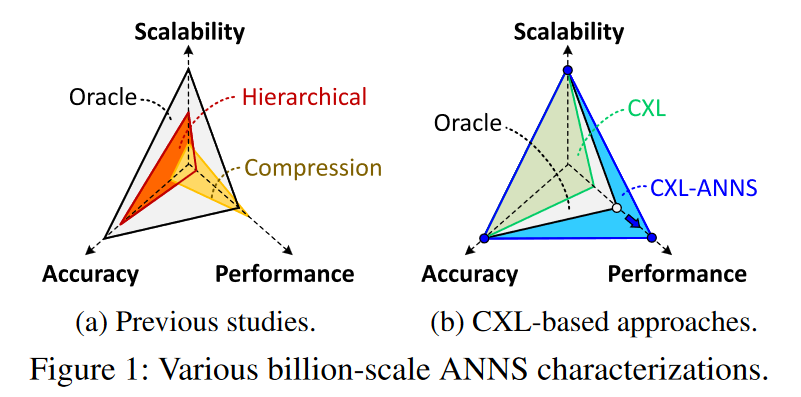 Scalability
Oracle
Hierarchical
Compression
Accuracy
Performance
(a) Previous studies.
Scalability
CXL
Oracle
CXL-ANNS
Accuracy
Performance
(b) CXL-based approaches.
Figure 1: Various billion-scale ANNS characterizations.